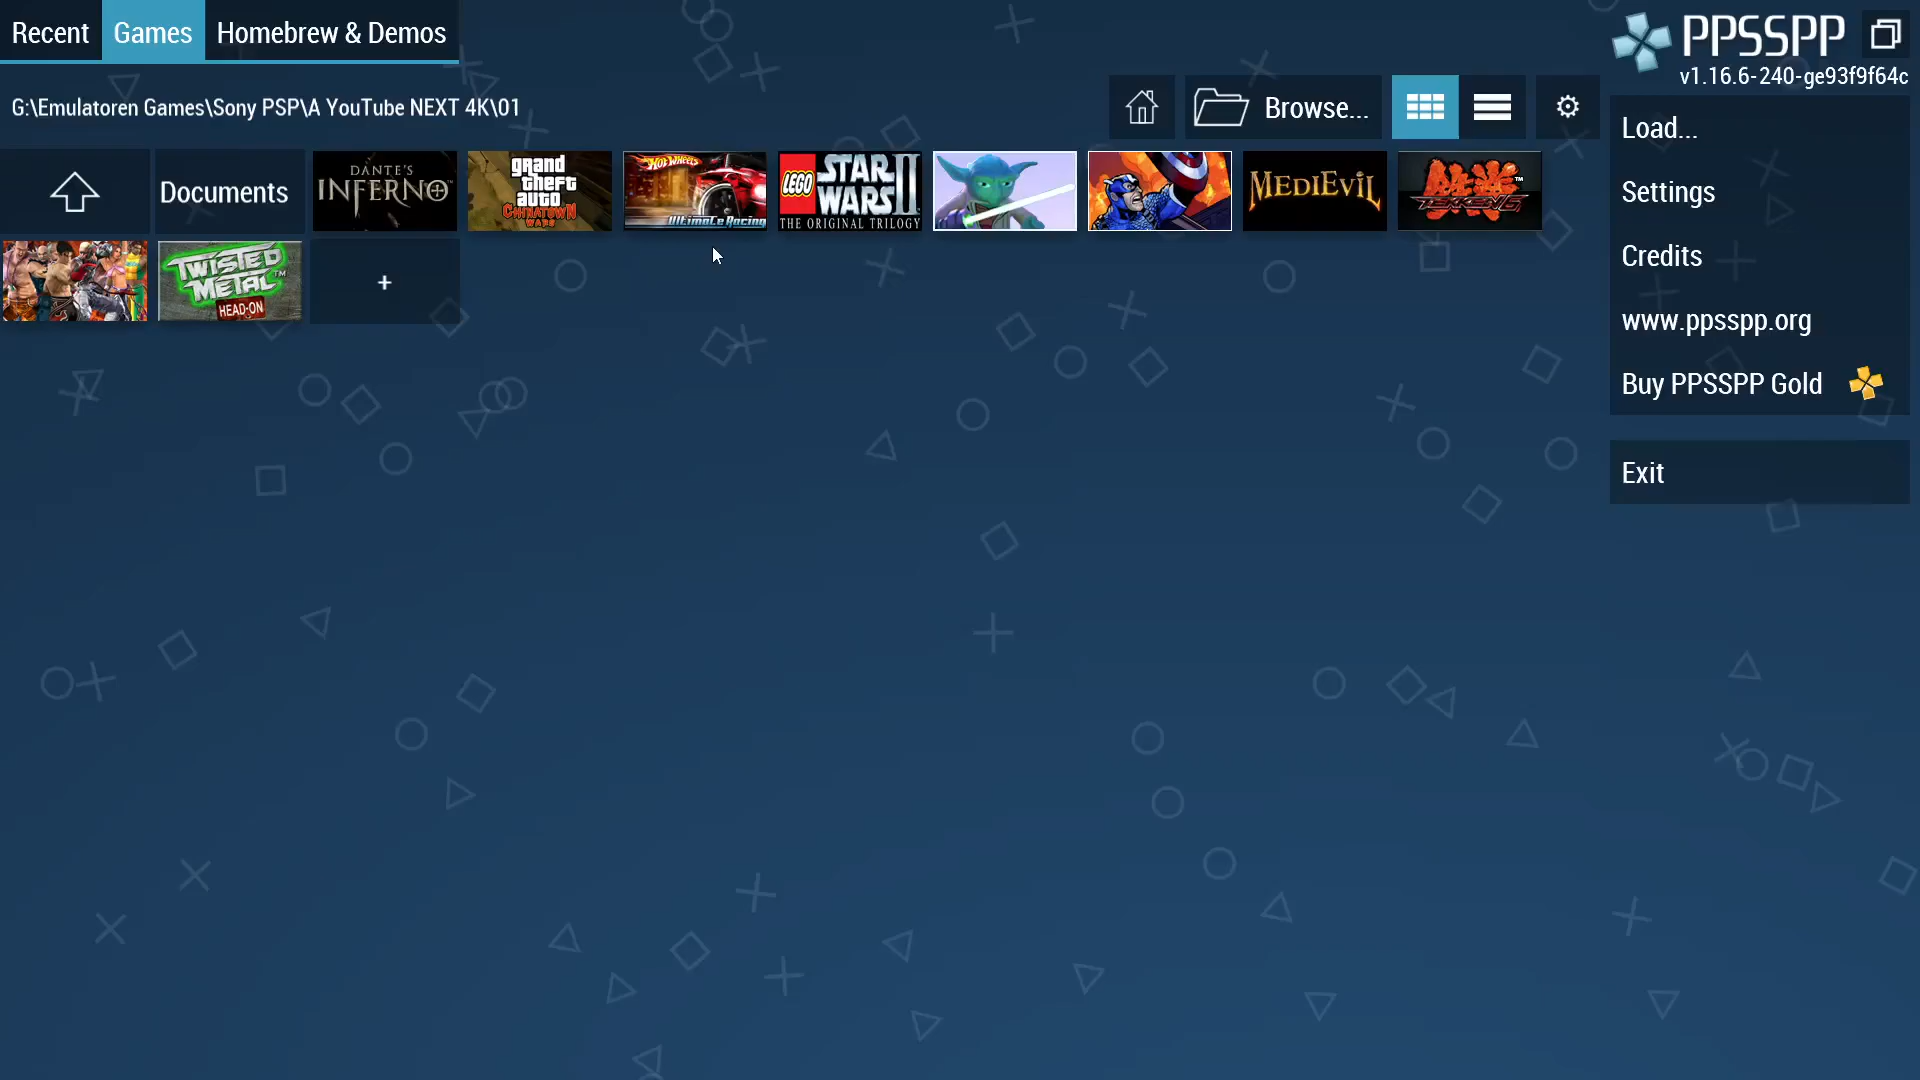 Recent Games Homebrew & Demos
PPSSPP
v1.16.6-240-ge93f9f64c
G:\Emulatoren Games\Sony PSP\A YouTube NEXT 4K\01
Browse...
Load...
Settings
Credits
www.ppsspp.org
Buy PPSSPP Gold
Exit
Documents
DANTE'S
INFERNO™
grand
theft
auto
CHINATOWN
WARS
HOT WHEELS
Ultimate Racing
LEGO
STAR
WARS II
THE ORIGINAL TRILOGY
MEDIEVIL
TEKKEN 6
TWISTED
METAL™
HEAD-ON
+